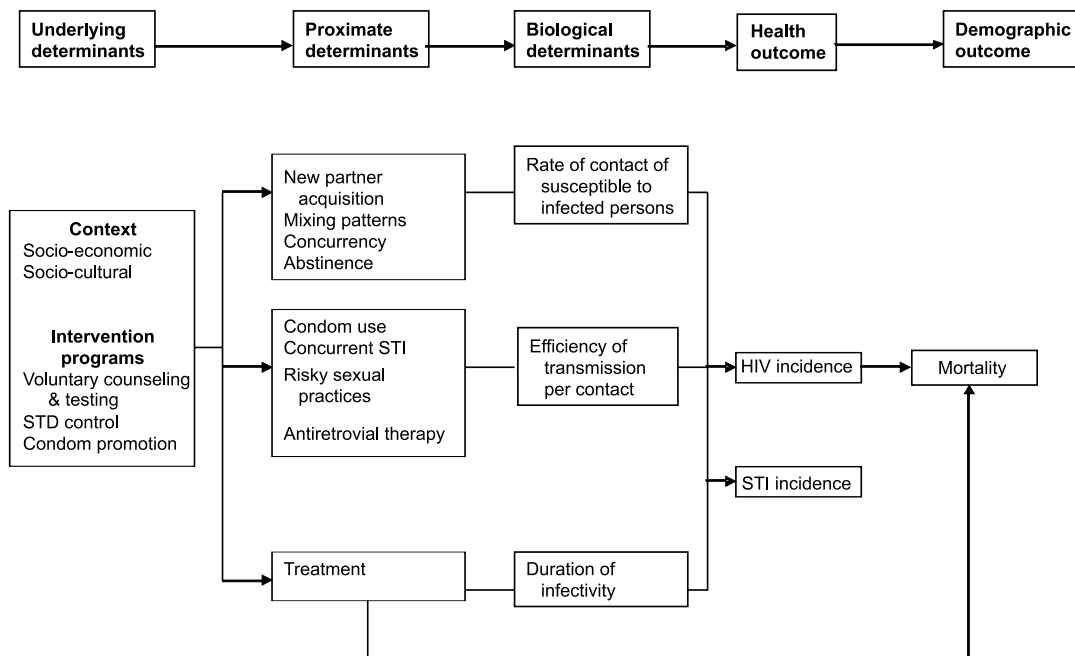 Underlying
determinants
Proximate
determinants
Biological
determinants
Health
outcome
Demographic
outcome
Context
Socio-economic
Socio-cultural
Intervention
programs
Voluntary counseling
& testing
STD control
Condom promotion
New partner
acquisition
Mixing patterns
Concurrency
Abstinence
Condom use
Concurrent STI
Risky sexual
practices
Antiretrovial therapy
Treatment
Rate of contact of
susceptible to
infected persons
Efficiency of
transmission
per contact
Duration of
infectivity
HIV incidence
STI incidence
Mortality